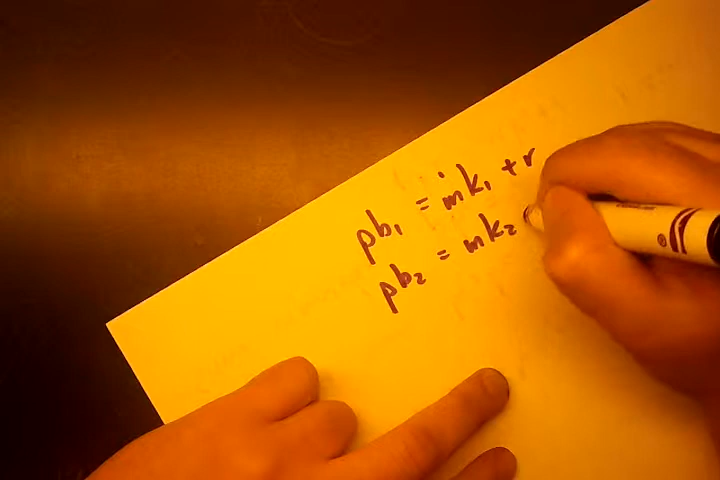 pb₁ = mk₁ + r
pb₂ = mk₂